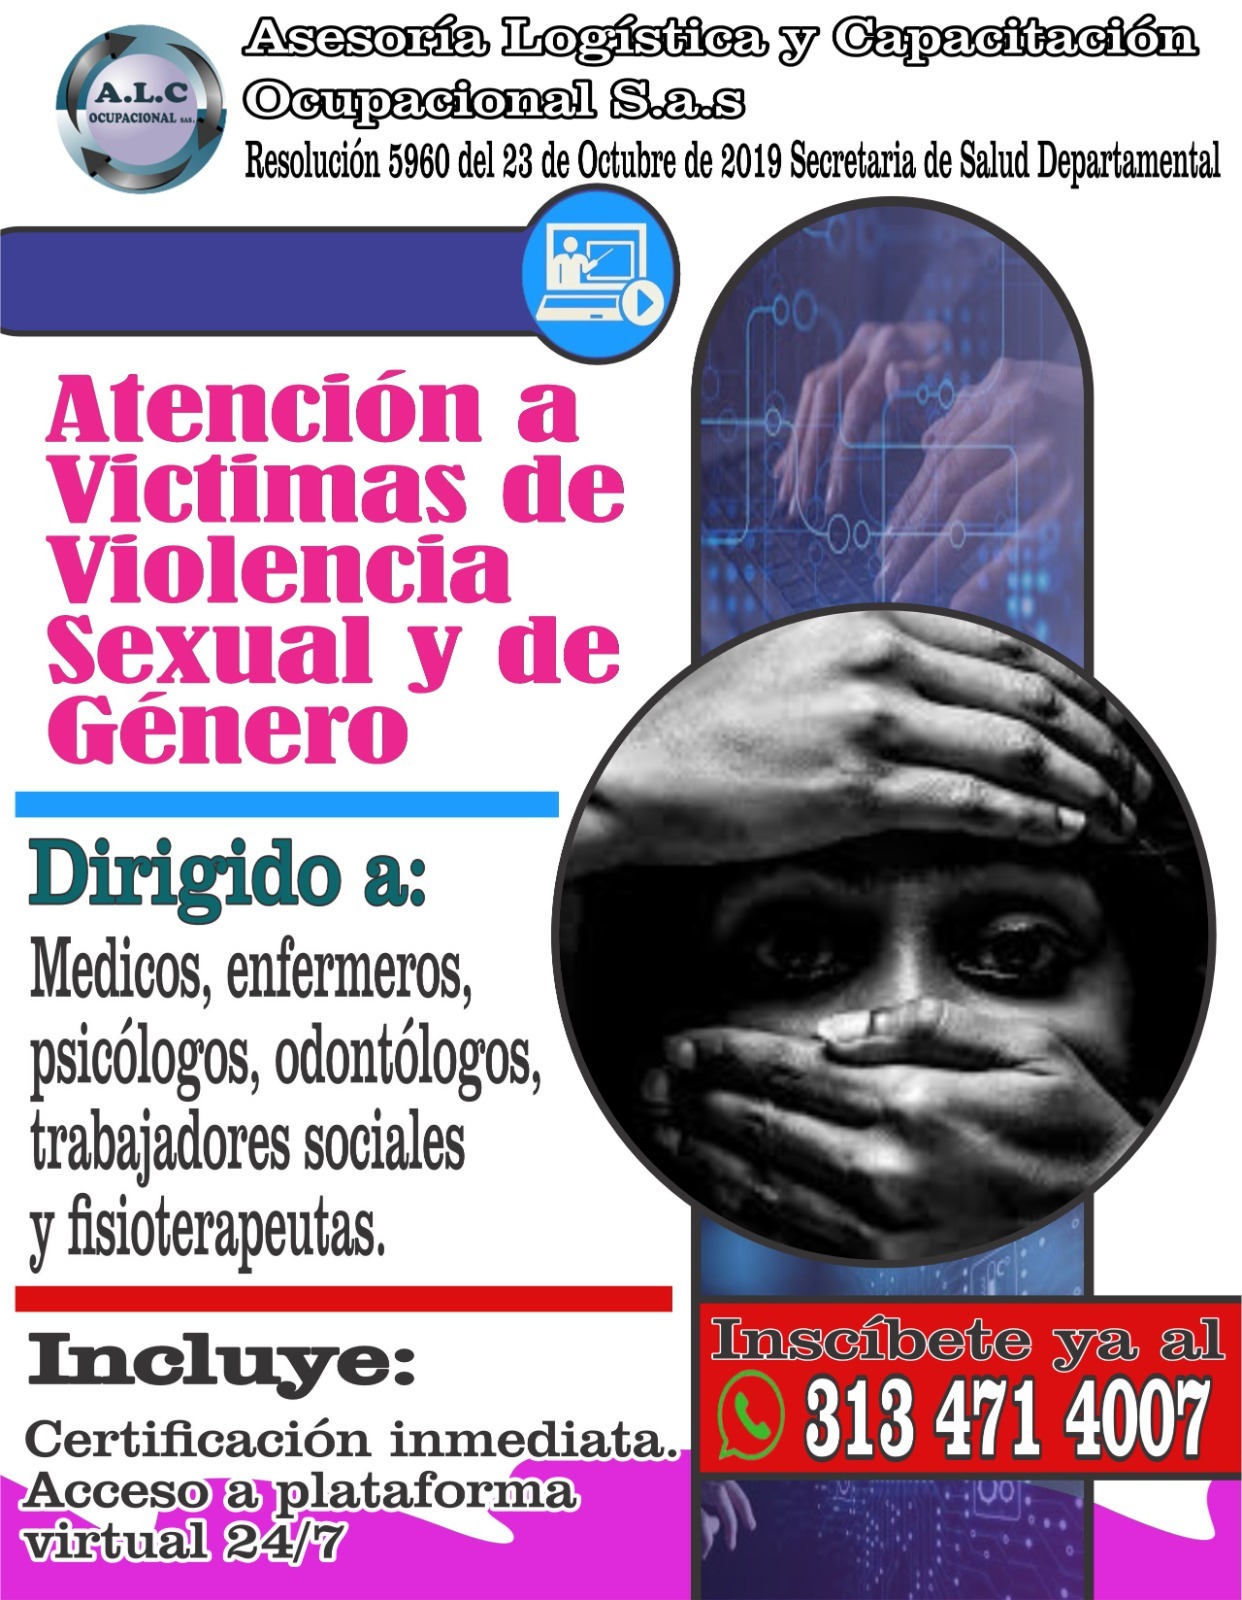 A.L.C
OCUPACIONAL SAS.
Asesoría Logística y Capacitación
Ocupacional S.a.s
Resolución 5960 del 23 de Octubre de 2019 Secretaria de Salud Departamental
Atención a
Victimas de
Violencia
Sexual y de
Género
Dirigido a:
Medicos, enfermeros,
psicólogos, odontólogos,
trabajadores sociales
y fisioterapeutas.
Incluye:
Certificación inmediata.
Acceso a plataforma
virtual 24/7
Inscíbete ya al
313 471 4007